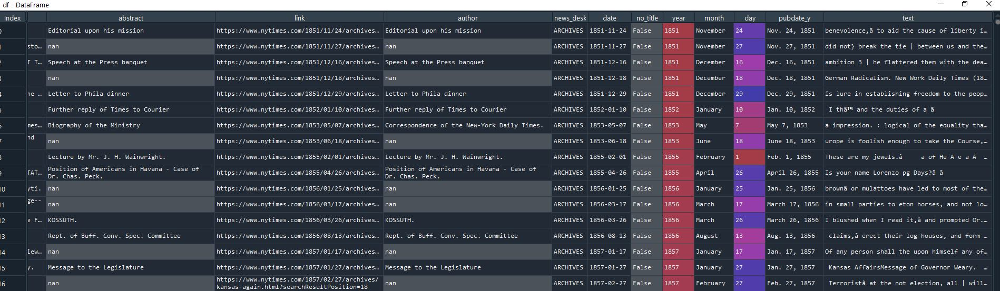 df - DataFrame
Index abstract link author news_desk date no_title year month day pubdate_y text
0 Editorial upon his mission https://www.nytimes.com/1851/11/24/archives… Editorial upon his mission ARCHIVES 1851-11-24 False 1851 November 24 Nov. 24, 1851 benevolence,â to aid the cause of liberty i…
1 sto… nan https://www.nytimes.com/1851/11/27/archives… nan ARCHIVES 1851-11-27 False 1851 November 27 Nov. 27, 1851 did not} break the tie | between us and the…
2 T T… Speech at the Press banquet https://www.nytimes.com/1851/12/16/archives… Speech at the Press banquet ARCHIVES 1851-12-16 False 1851 December 16 Dec. 16, 1851 ambition 3 | he flattered them with the dea…
3 nan https://www.nytimes.com/1851/12/18/archives… nan ARCHIVES 1851-12-18 False 1851 December 18 Dec. 18, 1851 German Radicalism. New Work Daily Times (18…
4 he … Letter to Phila dinner https://www.nytimes.com/1851/12/29/archives… Letter to Phila dinner ARCHIVES 1851-12-29 False 1851 December 29 Dec. 29, 1851 is lure in establishing freedom to the peop…
5 Further reply of Times to Courier https://www.nytimes.com/1852/01/10/archives… Further reply of Times to Courier ARCHIVES 1852-01-10 False 1852 January 10 Jan. 10, 1852 I thâ™ and the duties of a â
6 mes… Biography of the Ministry https://www.nytimes.com/1853/05/07/archives… Correspondence of the New-York Daily Times. ARCHIVES 1853-05-07 False 1853 May 7 May 7, 1853 a impression. : logical of the equality tha…
7 nd nan https://www.nytimes.com/1853/06/18/archives… nan ARCHIVES 1853-06-18 False 1853 June 18 June 18, 1853 urope is foolish enough to take the Course,…
8 Lecture by Mr. J. H. Wainwright. https://www.nytimes.com/1855/02/01/archives… Lecture by Mr. J. H. Wainwright. ARCHIVES 1855-02-01 False 1855 February 1 Feb. 1, 1855 These are my jewels.â a of He A e a A …
9 TAT… Position of Americans in Havana - Case of Dr. Chas. Peck. https://www.nytimes.com/1855/04/26/archives… Position of Americans in Havana - Case of Dr. Chas. Peck. ARCHIVES 1855-04-26 False 1855 April 26 April 26, 1855 Is your name Lorenzo pg Days?â â
10 yti. nan https://www.nytimes.com/1856/01/25/archives… nan ARCHIVES 1856-01-25 False 1856 January 25 Jan. 25, 1856 brownâ or mulattoes have led to most of the…
11 ge-- nan https://www.nytimes.com/1856/03/17/archives… nan ARCHIVES 1856-03-17 False 1856 March 17 March 17, 1856 in small parties to eton horses, and not lo…
12 e F… KOSSUTH. https://www.nytimes.com/1856/03/26/archives… KOSSUTH. ARCHIVES 1856-03-26 False 1856 March 26 March 26, 1856 I blushed when I read it,â and prompted Or.…
13 Rept. of Buff. Conv. Spec. Committee https://www.nytimes.com/1856/08/13/archives… Rept. of Buff. Conv. Spec. Committee ARCHIVES 1856-08-13 False 1856 August 13 Aug. 13, 1856 claims,â erect their log houses, and form …
14 iew… nan https://www.nytimes.com/1857/01/17/archives… nan ARCHIVES 1857-01-17 False 1857 January 17 Jan. 17, 1857 Of any person shall the upon himself any of…
15 y. Message to the Legislature https://www.nytimes.com/1857/01/27/archives… Message to the Legislature ARCHIVES 1857-01-27 False 1857 January 27 Jan. 27, 1857 Kansas AffairsMessage of Governor Weary. …
16 nan https://www.nytimes.com/1857/02/27/archives/kansas-again.html?searchResultPosition=18 nan ARCHIVES 1857-02-27 False 1857 February 27 Feb. 27, 1857 Terroristâ at the not election, all | will…